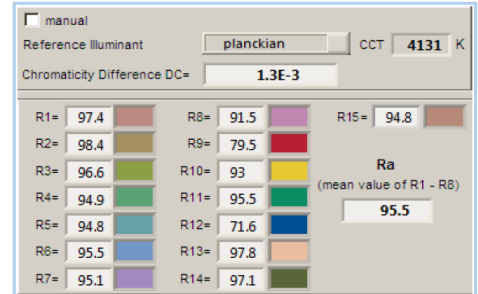 manual
Reference Illuminant planckian CCT 4131 K
Chromaticity Difference DC= 1.3E-3
R1= 97.4 R8= 91.5 R15= 94.8
R2= 98.4 R9= 79.5
R3= 96.6 R10= 93 Ra
R4= 94.9 R11= 95.5 (mean value of R1 - R8)
R5= 94.8 R12= 71.6 95.5
R6= 95.5 R13= 97.8
R7= 95.1 R14= 97.1